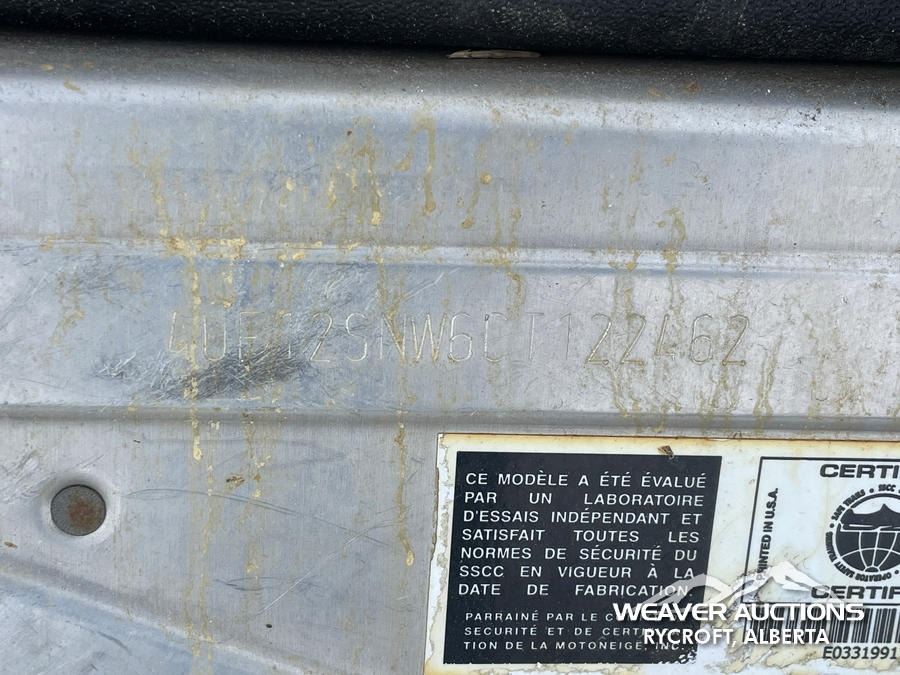 4UF12SNW6CT122462
CE MODÈLE A ÉTÉ ÉVALUÉ
PAR UN LABORATOIRE
D'ESSAIS INDÉPENDANT ET
SATISFAIT TOUTES LES
NORMES DE SÉCURITÉ DU
SSCC EN VIGUEUR À LA
DATE DE FABRICATION
PARRAINÉ PAR LE
SECURITE ET DE
TION DE LA MOTONEIGE, INC.
PRINTED IN U.S.A.
CERTI
SSCC
CERTIF
E0331991
WEAVER AUCTIONS
RYCROFT, ALBERTA